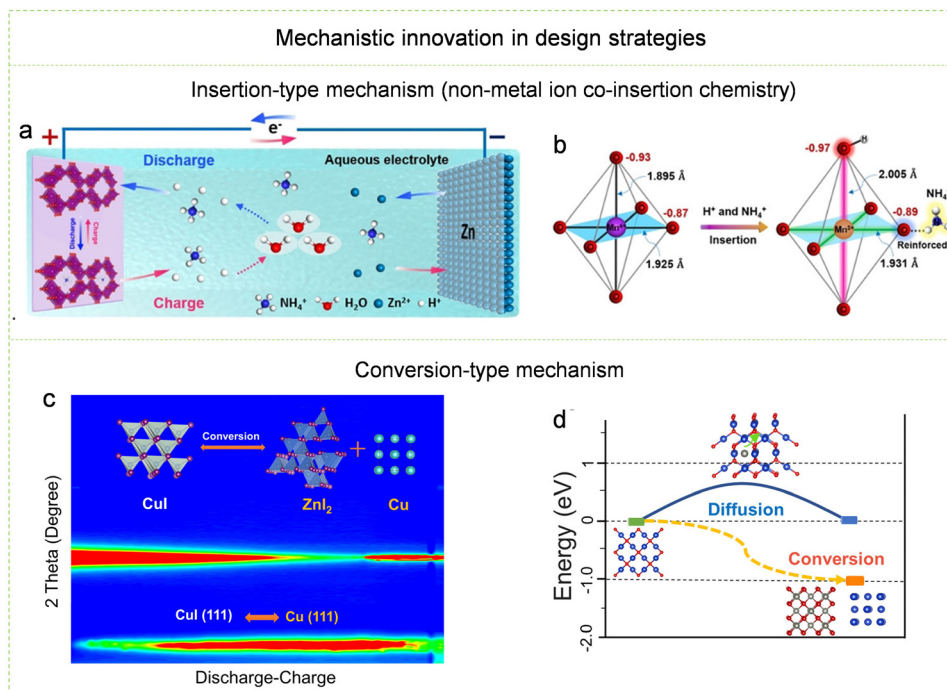 Mechanistic innovation in design strategies
Insertion-type mechanism (non-metal ion co-insertion chemistry)
a
+
e⁻
−
Discharge
Aqueous electrolyte
Zn
Discharge
Charge
Charge
NH₄⁺
H₂O
Zn²⁺
H⁺
b
-0.93
1.895 Å
-0.87
Mn⁴⁺
1.925 Å
H⁺ and NH₄⁺
Insertion
-0.97
H
2.005 Å
-0.89
NH₄
Mn³⁺
Reinforced
1.931 Å
Conversion-type mechanism
c
2 Theta (Degree)
Conversion
+
CuI
ZnI₂
Cu
CuI (111)
Cu (111)
Discharge-Charge
d
Energy (eV)
1
0
-1.0
-2.0
Diffusion
Conversion